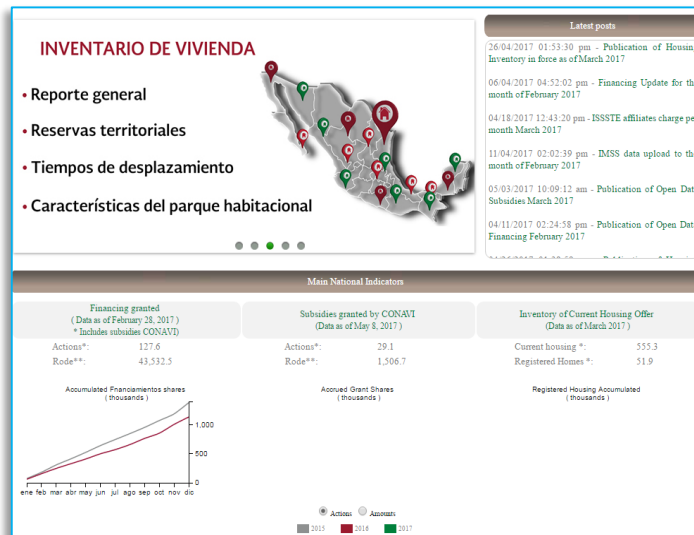 INVENTARIO DE VIVIENDA
• Reporte general
• Reservas territoriales
• Tiempos de desplazamiento
• Características del parque habitacional
Latest posts
26/04/2017 01:53:30 pm - Publication of Housing
Inventory in force as of March 2017
06/04/2017 04:52:02 pm - Financing Update for th
month of February 2017
04/18/2017 12:43:20 pm - ISSSTE affiliates charge pe
month March 2017
11/04/2017 02:02:39 pm - IMSS data upload to th
month of February 2017
05/03/2017 10:09:12 am - Publication of Open Dat
Subsidies March 2017
04/11/2017 02:24:58 pm - Publication of Open Dat
Financing February 2017
Main National Indicators
Financing granted
( Data as of February 28, 2017 )
* Includes subsidies CONAVI)
Actions*: 127.6
Rode**: 43,532.5
Subsidies granted by CONAVI
(Data as of May 8, 2017 )
Actions*: 29.1
Rode**: 1,506.7
Inventory of Current Housing Offer
(Data as of March 2017 )
Current housing *: 555.3
Registered Homes *: 51.9
Accumulated Fnanciamientos shares
( thousands )
1,000
500
0
ene feb mar abr may jun jul ago sep oct nov dic
Accrued Grant Shares
( thousands )
Registered Housing Accumulated
( thousands )
Actions Amounts
2015 2016 2017